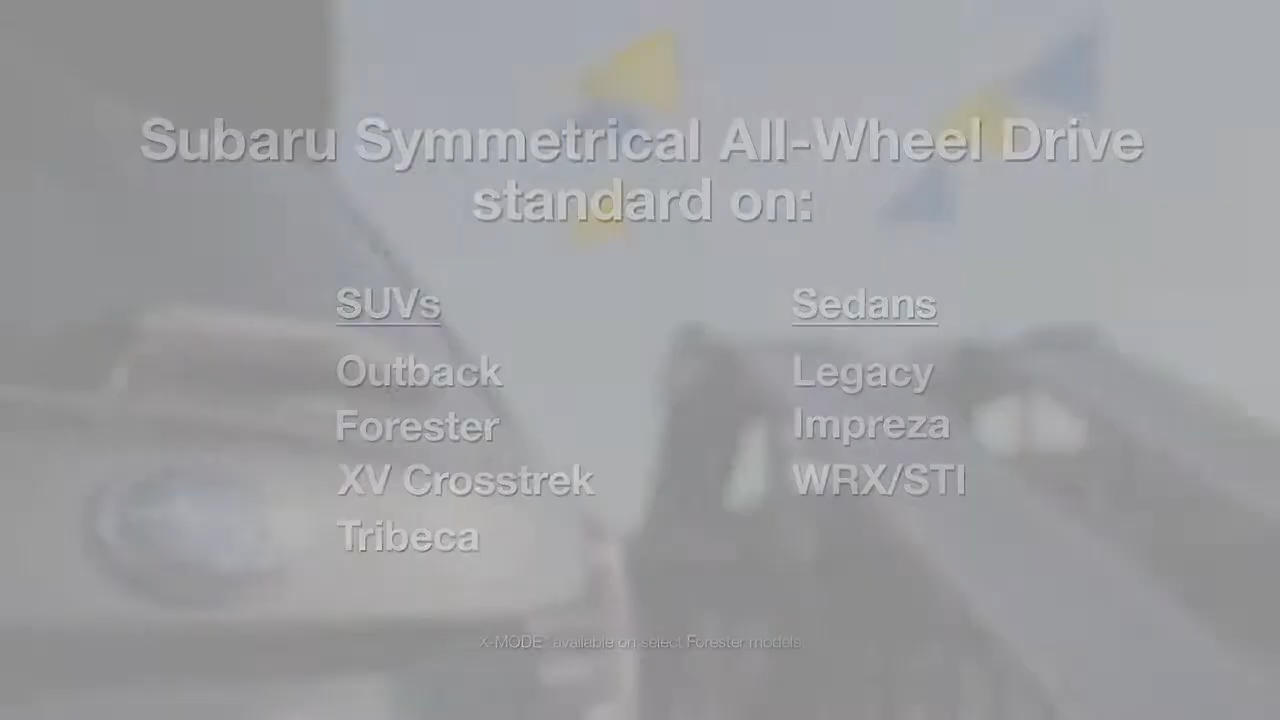 Subaru Symmetrical All-Wheel Drive
standard on:
SUVs
Outback
Forester
XV Crosstrek
Tribeca
Sedans
Legacy
Impreza
WRX/STI
X-MODE® available on select Forester models